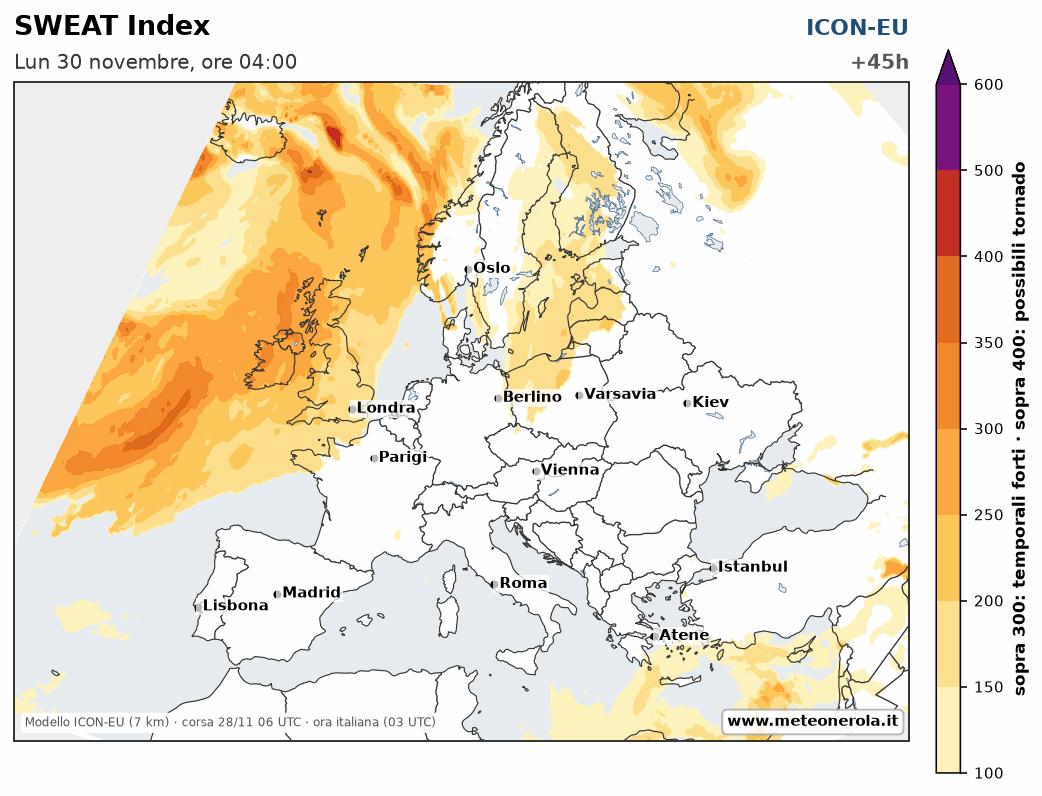 SWEAT Index
ICON-EU
Lun 30 novembre, ore 04:00
+45h
600
500
400
350
300
250
200
150
100
sopra 300: temporali forti · sopra 400: possibili tornado
Oslo
Berlino
Varsavia
Kiev
Londra
Parigi
Vienna
Istanbul
Roma
Madrid
Lisbona
Atene
Modello ICON-EU (7 km) · corsa 28/11 06 UTC · ora italiana (03 UTC)
www.meteonerola.it